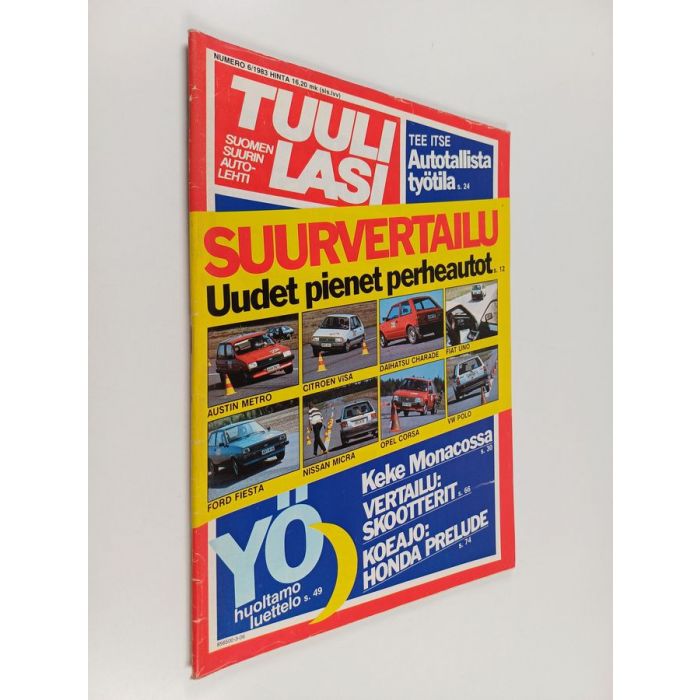 NUMERO 6/1983 HINTA 16,20 mk (sis.lvv)
TUULI
LASI
SUOMEN
SUURIN
AUTO-
LEHTI
TEE ITSE
Autotallista
työtila s. 24
SUURVERTAILU
Uudet pienet perheautot s. 12
AUSTIN METRO
CITROEN VISA
DAIHATSU CHARADE
FIAT UNO
FORD FIESTA
NISSAN MICRA
OPEL CORSA
VW POLO
YÖ
huoltamo
luettelo s. 49
Keke Monacossa
s. 30
VERTAILU:
SKOOTTERIT s. 66
KOEAJO:
HONDA PRELUDE
s. 74